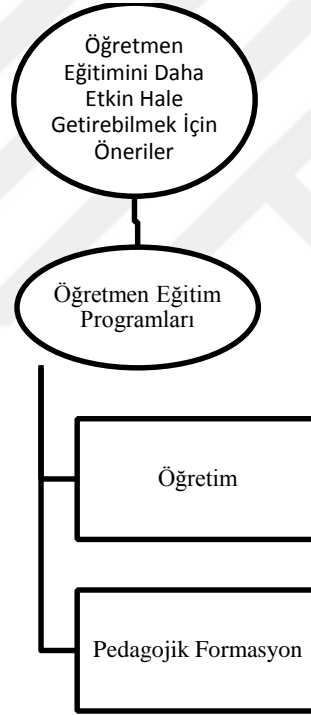 Öğretmen
Eğitimini Daha
Etkin Hale
Getirebilmek İçin
Öneriler
Öğretmen Eğitim
Programları
Öğretim
Pedagojik Formasyon